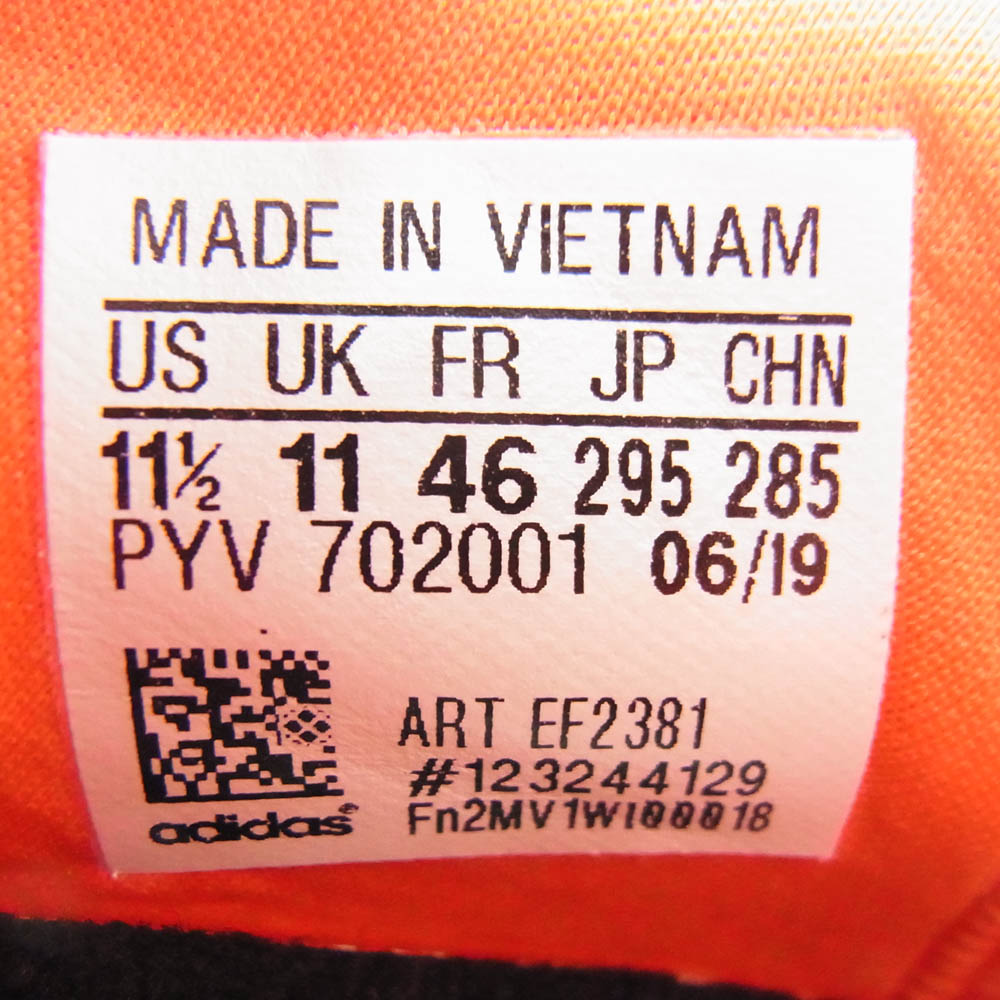 MADE IN VIETNAM
US UK FR JP CHN
11½ 11 46 295 285
PYV 702001 06/19
ART EF2381
#123244129
Fn2MV1WI00018
adidas